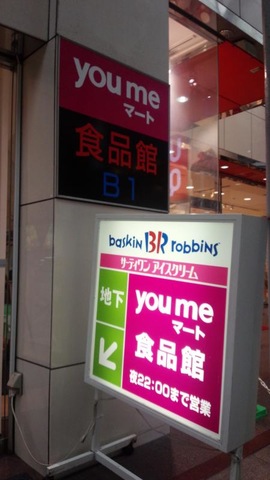 you me
マート
食品館
B1
baskin BR robbins
サーティワン アイスクリーム
地下
you me
マート
食品館
夜22:00まで営業